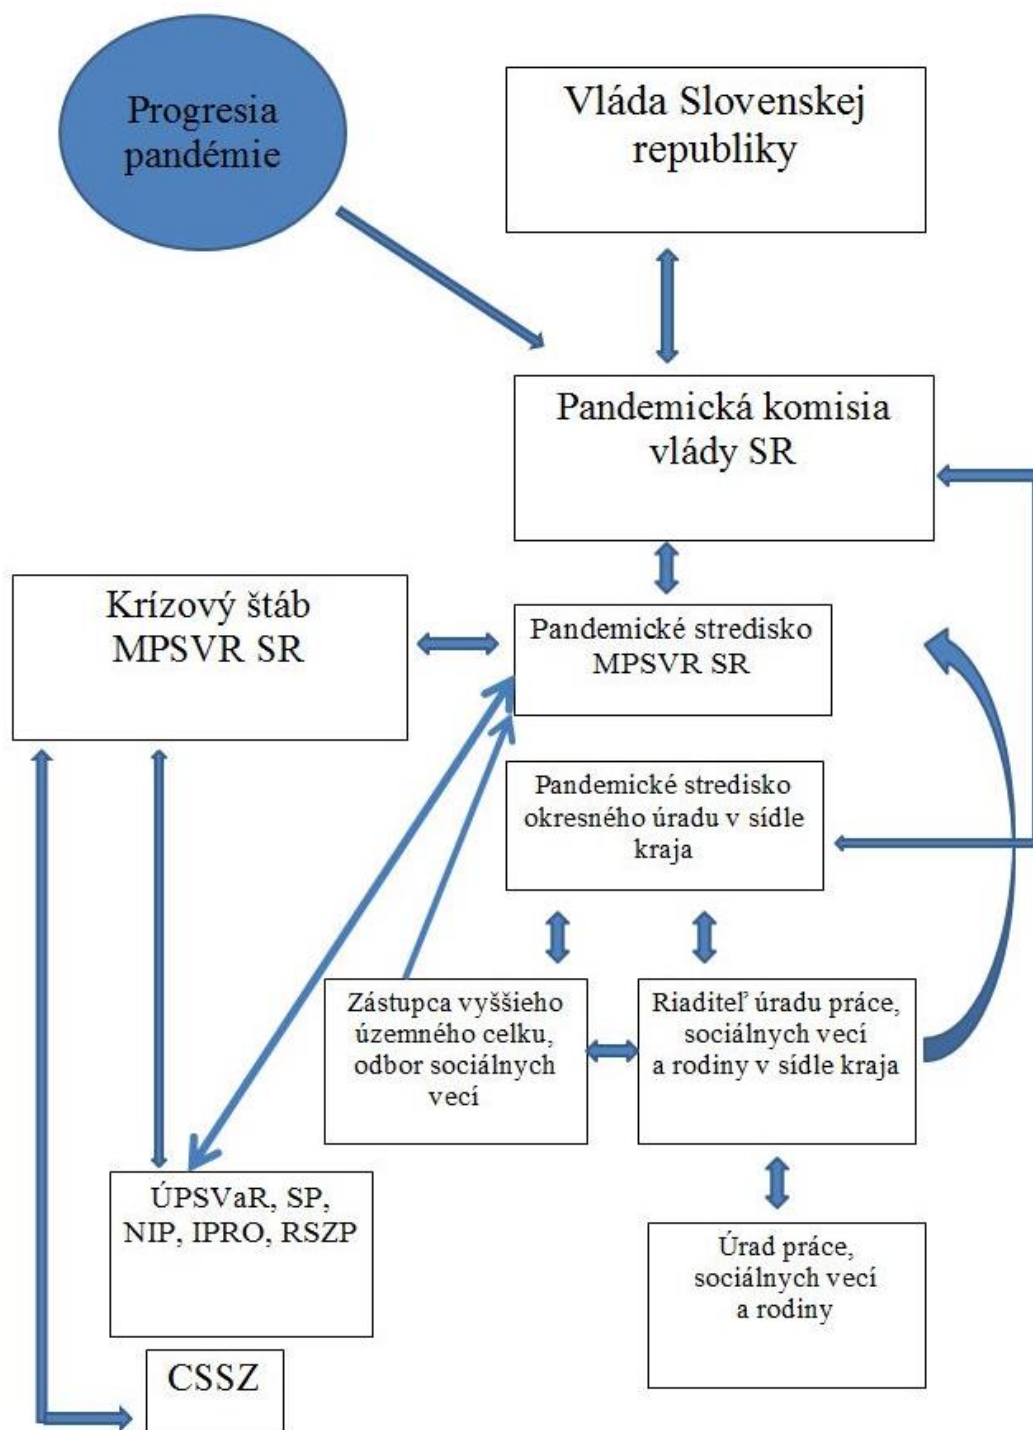 Progresia
pandémie
Vláda Slovenskej
republiky
Pandemická komisia
vlády SR
Krízový štáb
MPSVR SR
Pandemické stredisko
MPSVR SR
Pandemické stredisko
okresného úradu v sídle
kraja
Zástupca vyššieho
územného celku,
odbor sociálnych
vecí
Riaditeľ úradu práce,
sociálnych vecí
a rodiny v sídle kraja
ÚPSVaR, SP,
NIP, IPRO, RSZP
Úrad práce,
sociálnych vecí
a rodiny
CSSZ